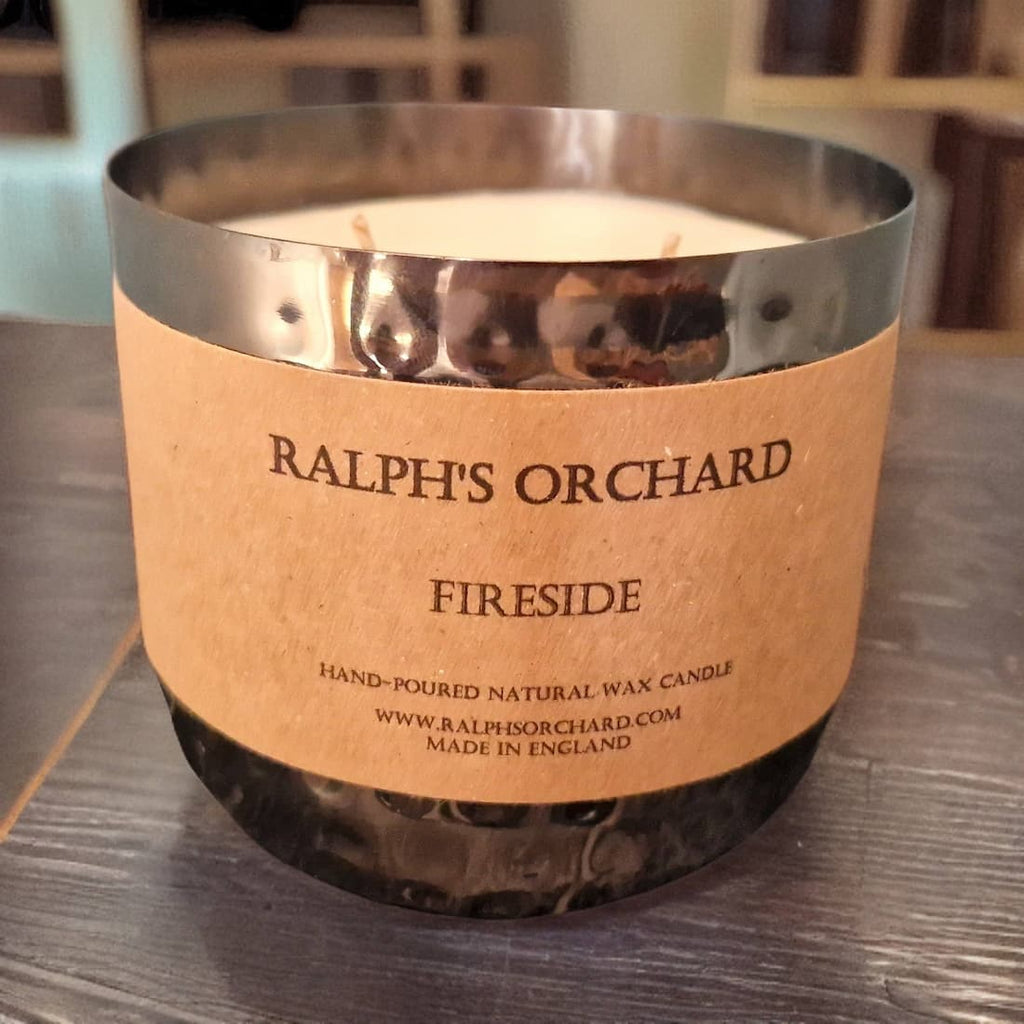 RALPH'S ORCHARD
FIRESIDE
HAND-POURED NATURAL WAX CANDLE
WWW.RALPHSORCHARD.COM
MADE IN ENGLAND